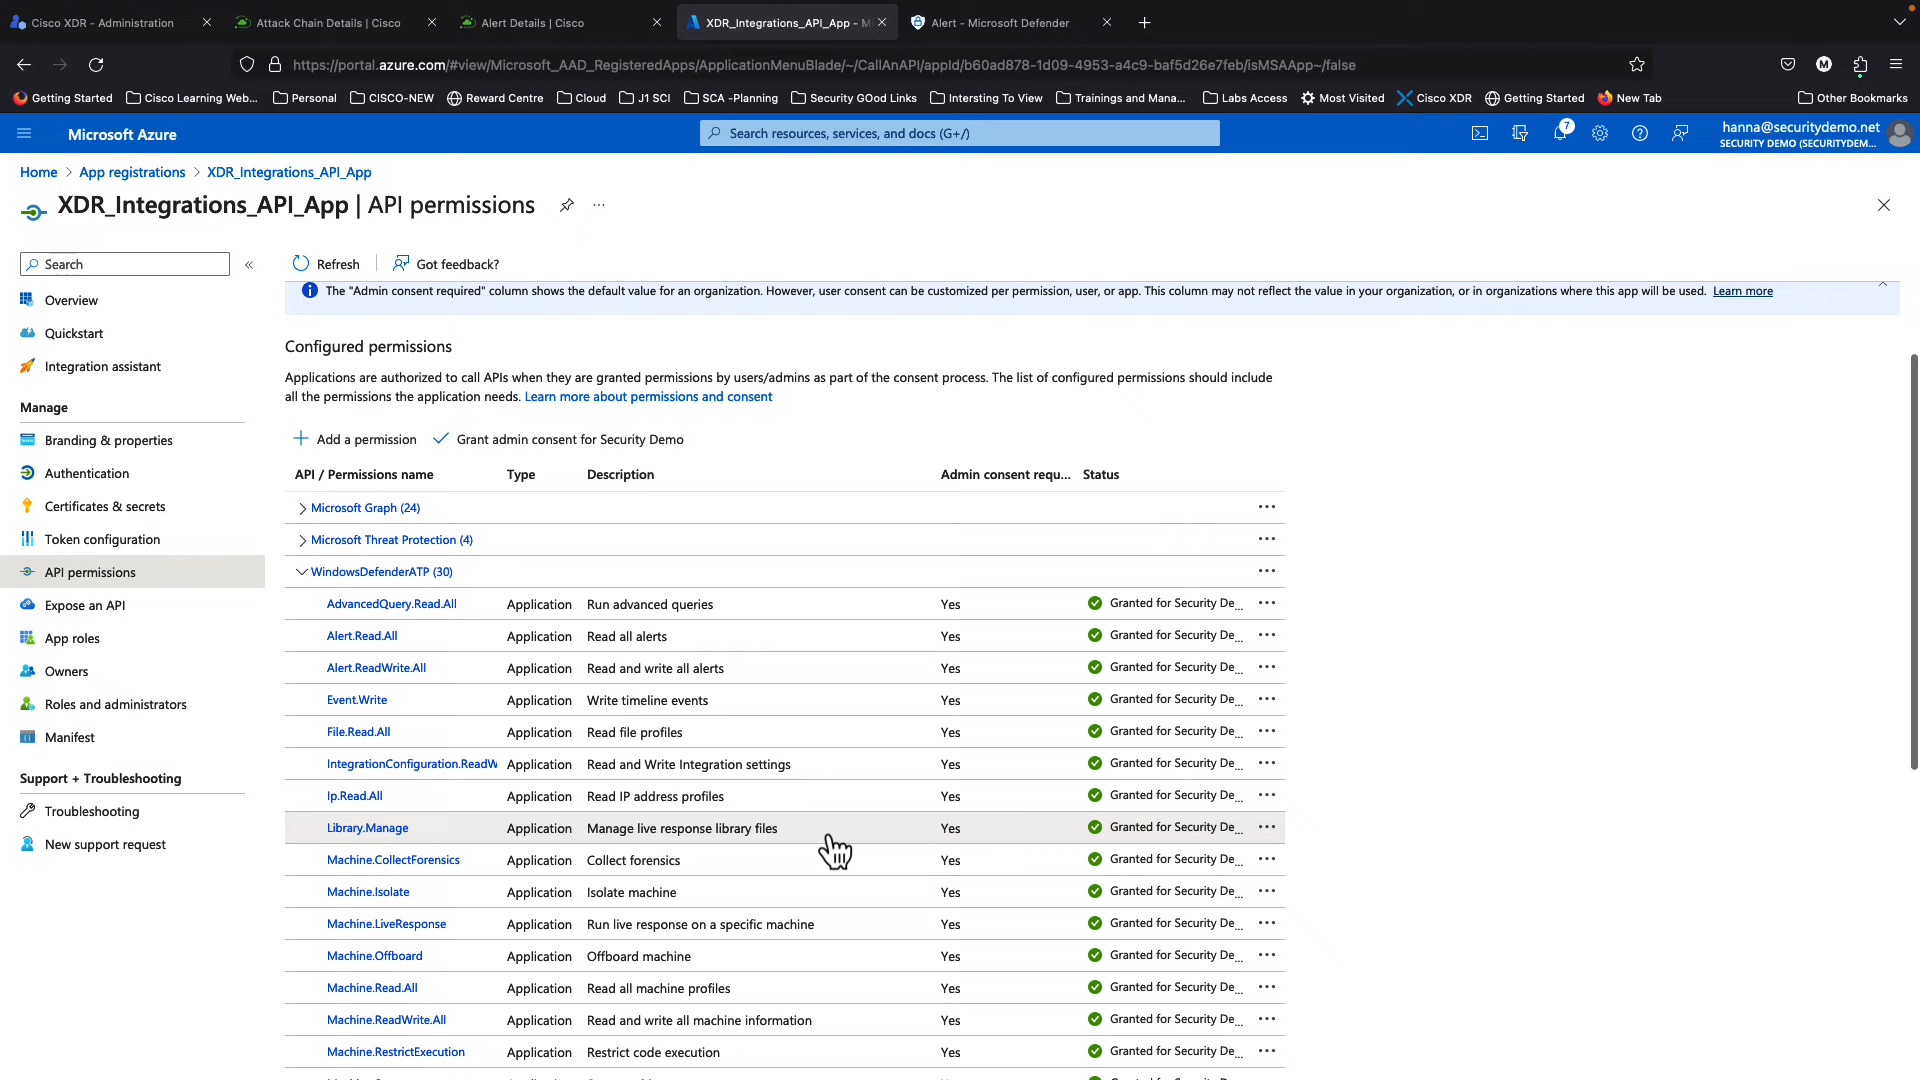 Cisco XDR - Administration
Attack Chain Details | Cisco
Alert Details | Cisco
XDR_Integrations_API_App - M
Alert - Microsoft Defender
https://portal.azure.com/#view/Microsoft_AAD_RegisteredApps/ApplicationMenuBlade/~/CallAnAPI/appId/b60ad878-1d09-4953-a4c9-baf5d26e7feb/isMSAApp~/false
M
Getting Started
Cisco Learning Web...
Personal
CISCO-NEW
Reward Centre
Cloud
J1 SCI
SCA -Planning
Security GOod Links
Intersting To View
Trainings and Mana...
Labs Access
Most Visited
Cisco XDR
Getting Started
New Tab
Other Bookmarks
Microsoft Azure
Search resources, services, and docs (G+/)
7
hanna@securitydemo.net
SECURITY DEMO (SECURITYDEM...
Home > App registrations > XDR_Integrations_API_App
XDR_Integrations_API_App | API permissions
Search
Refresh
Got feedback?
The "Admin consent required" column shows the default value for an organization. However, user consent can be customized per permission, user, or app. This column may not reflect the value in your organization, or in organizations where this app will be used. Learn more
Overview
Quickstart
Integration assistant
Manage
Branding & properties
Authentication
Certificates & secrets
Token configuration
API permissions
Expose an API
App roles
Owners
Roles and administrators
Manifest
Support + Troubleshooting
Troubleshooting
New support request
Configured permissions
Applications are authorized to call APIs when they are granted permissions by users/admins as part of the consent process. The list of configured permissions should include
all the permissions the application needs. Learn more about permissions and consent
Add a permission
Grant admin consent for Security Demo
API / Permissions name Type Description Admin consent requ... Status
Microsoft Graph (24)
Microsoft Threat Protection (4)
WindowsDefenderATP (30)
AdvancedQuery.Read.All Application Run advanced queries Yes Granted for Security De...
Alert.Read.All Application Read all alerts Yes Granted for Security De...
Alert.ReadWrite.All Application Read and write all alerts Yes Granted for Security De...
Event.Write Application Write timeline events Yes Granted for Security De...
File.Read.All Application Read file profiles Yes Granted for Security De...
IntegrationConfiguration.ReadW Application Read and Write Integration settings Yes Granted for Security De...
Ip.Read.All Application Read IP address profiles Yes Granted for Security De...
Library.Manage Application Manage live response library files Yes Granted for Security De...
Machine.CollectForensics Application Collect forensics Yes Granted for Security De...
Machine.Isolate Application Isolate machine Yes Granted for Security De...
Machine.LiveResponse Application Run live response on a specific machine Yes Granted for Security De...
Machine.Offboard Application Offboard machine Yes Granted for Security De...
Machine.Read.All Application Read all machine profiles Yes Granted for Security De...
Machine.ReadWrite.All Application Read and write all machine information Yes Granted for Security De...
Machine.RestrictExecution Application Restrict code execution Yes Granted for Security De...